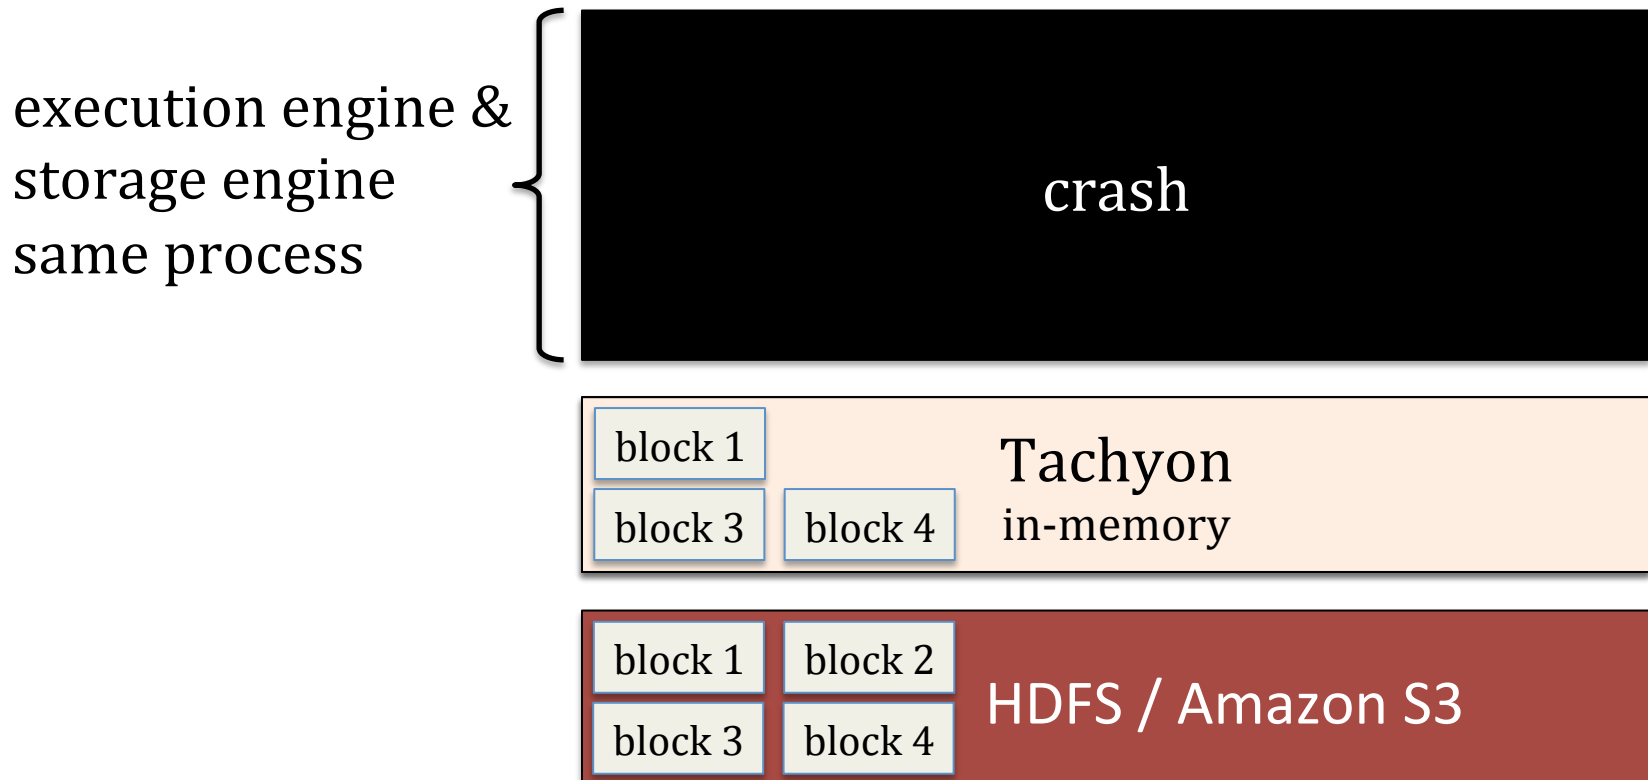 execution engine &
storage engine
same process
crash
block 1
block 3 block 4
Tachyon
in-memory
block 1 block 2
block 3 block 4
HDFS / Amazon S3